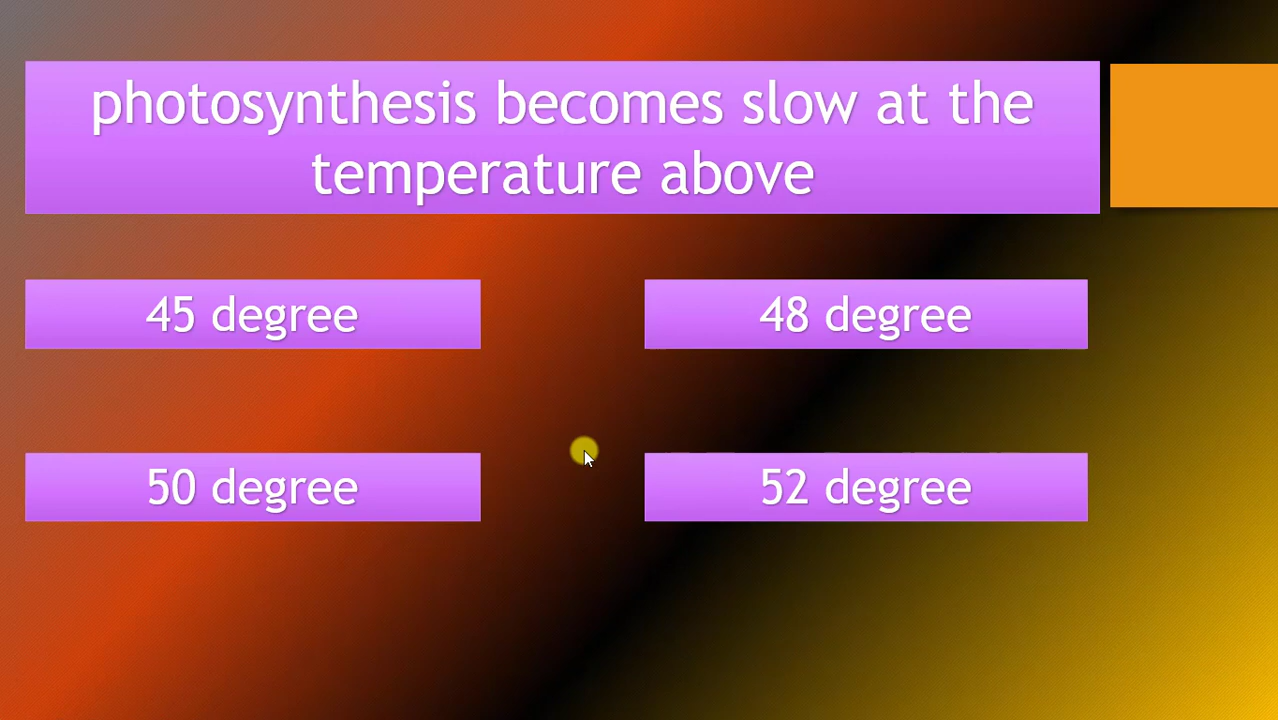 photosynthesis becomes slow at the
temperature above
45 degree
48 degree
50 degree
52 degree